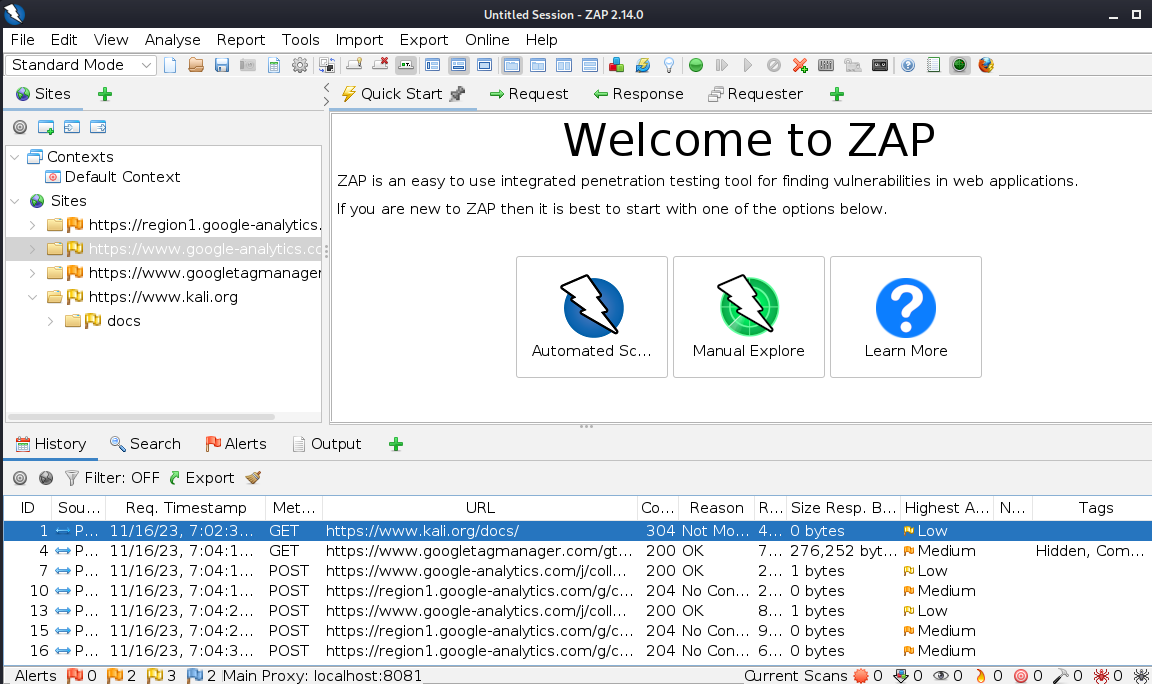 Untitled Session - ZAP 2.14.0
File Edit View Analyse Report Tools Import Export Online Help
Standard Mode
Sites
Quick Start Request Response Requester
Contexts
Default Context
Sites
https://region1.google-analytics.
https://www.google-analytics.co
https://www.googletagmanager
https://www.kali.org
docs
Welcome to ZAP
ZAP is an easy to use integrated penetration testing tool for finding vulnerabilities in web applications.
If you are new to ZAP then it is best to start with one of the options below.
Automated Sc... Manual Explore Learn More
History Search Alerts Output
Filter: OFF Export
ID Sou... Req. Timestamp Met... URL Co... Reason R... Size Resp. B... Highest A... N... Tags
1 P... 11/16/23, 7:02:3... GET https://www.kali.org/docs/ 304 Not Mo... 4... 0 bytes Low
4 P... 11/16/23, 7:04:1... GET https://www.googletagmanager.com/gt... 200 OK 7... 276,252 byt... Medium Hidden, Com...
7 P... 11/16/23, 7:04:1... POST https://www.google-analytics.com/j/coll... 200 OK 2... 1 bytes Low
10 P... 11/16/23, 7:04:1... POST https://region1.google-analytics.com/g/c... 204 No Con... 2... 0 bytes Medium
13 P... 11/16/23, 7:04:2... POST https://www.google-analytics.com/j/coll... 200 OK 8... 1 bytes Low
15 P... 11/16/23, 7:04:2... POST https://region1.google-analytics.com/g/c... 204 No Con... 9... 0 bytes Medium
16 P... 11/16/23, 7:04:3... POST https://region1.google-analytics.com/g/c... 204 No Con... 6... 0 bytes Medium
Alerts 0 2 3 2 Main Proxy: localhost:8081 Current Scans 0 0 0 0 0 0 0